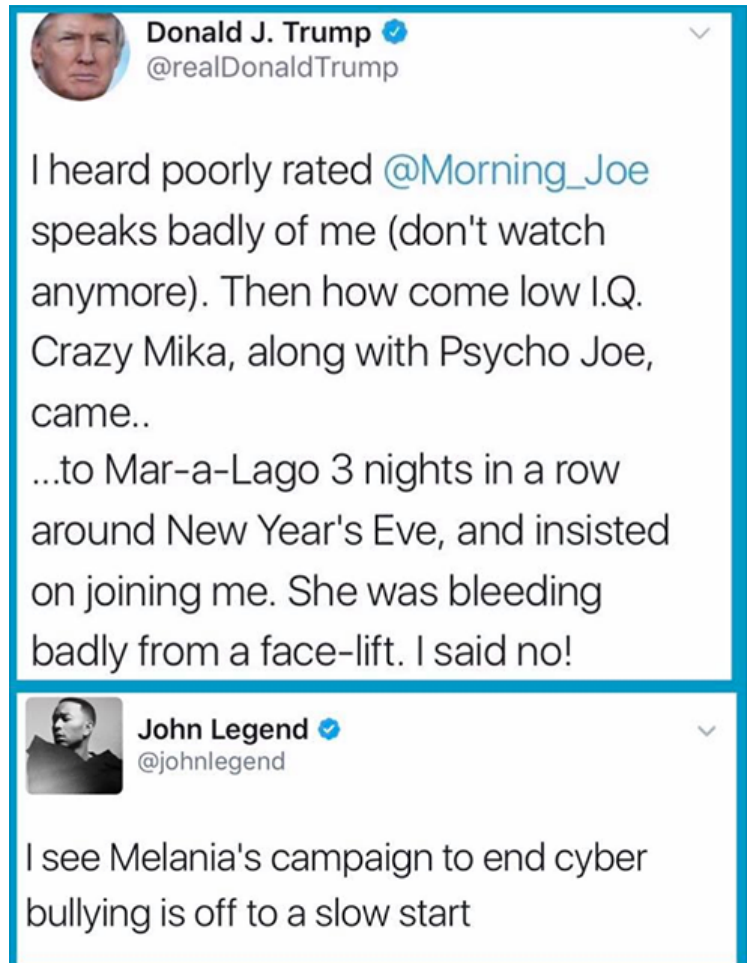 Donald J. Trump
@realDonaldTrump
I heard poorly rated @Morning_Joe
speaks badly of me (don't watch
anymore). Then how come low I.Q.
Crazy Mika, along with Psycho Joe,
came..
...to Mar-a-Lago 3 nights in a row
around New Year's Eve, and insisted
on joining me. She was bleeding
badly from a face-lift. I said no!
John Legend
@johnlegend
I see Melania's campaign to end cyber
bullying is off to a slow start